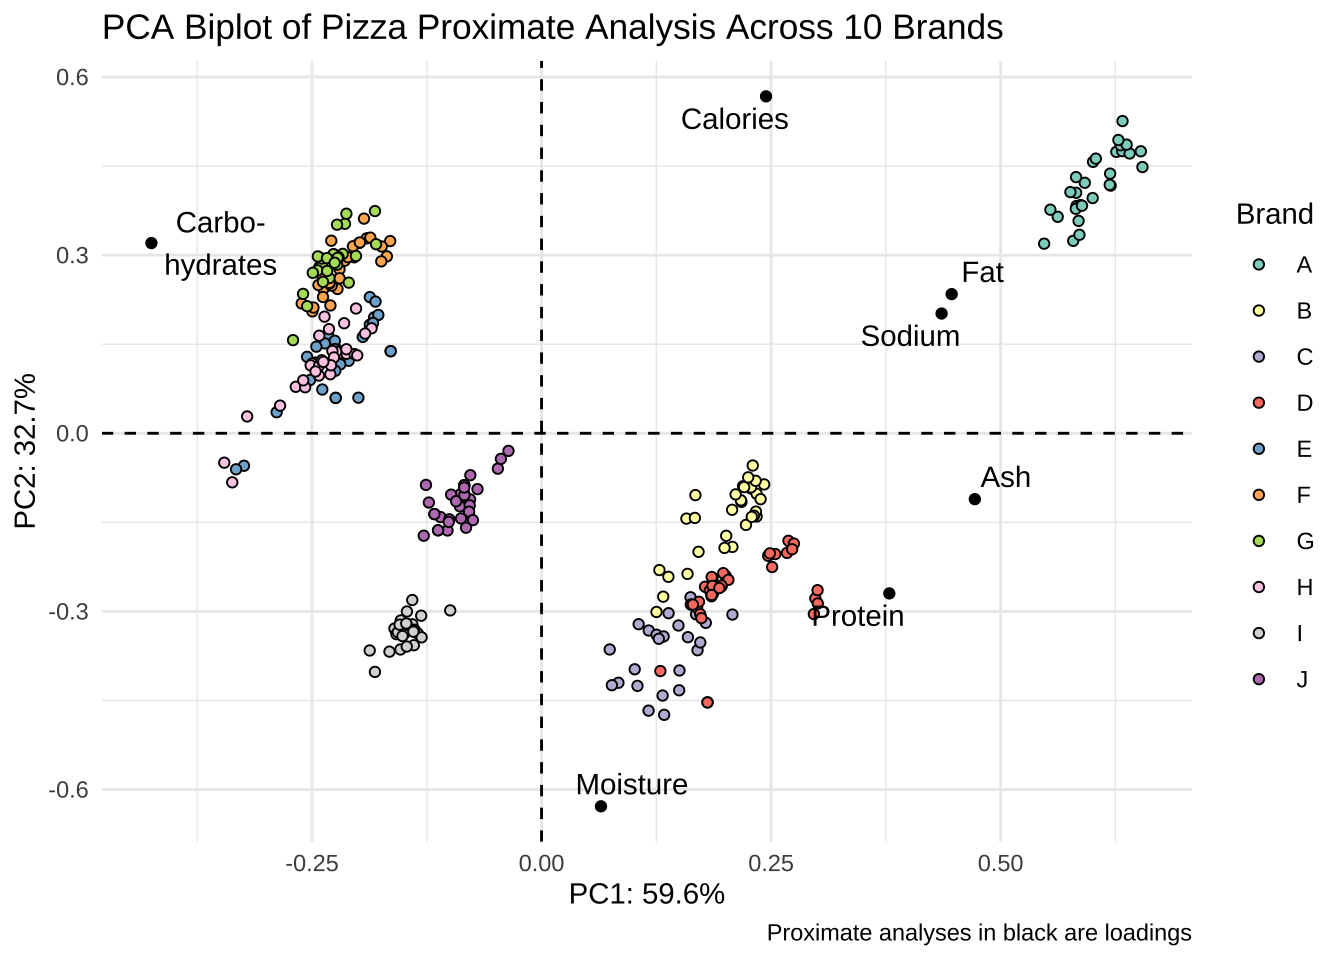 PCA Biplot of Pizza Proximate Analysis Across 10 Brands
0.6
0.3
0.0
-0.3
-0.6
PC2: 32.7%
Calories
Carbo-
hydrates
Fat
Sodium
Ash
Protein
Moisture
-0.25
0.00
0.25
0.50
PC1: 59.6%
Brand
A
B
C
D
E
F
G
H
I
J
Proximate analyses in black are loadings